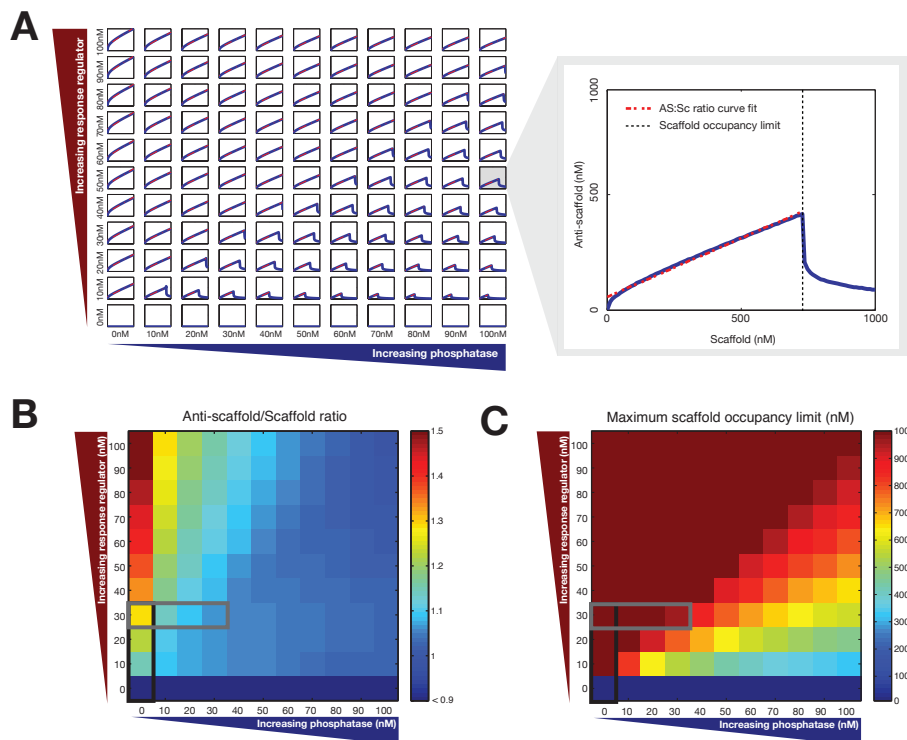 A
Increasing response regulator
100nM
90nM
80nM
70nM
60nM
50nM
40nM
30nM
20nM
10nM
0nM
0nM 10nM 20nM 30nM 40nM 50nM 60nM 70nM 80nM 90nM 100nM
Increasing phosphatase
1000
500
0
Anti-scaffold (nM)
AS:Sc ratio curve fit
Scaffold occupancy limit
0 500 1000
Scaffold (nM)
B
Anti-scaffold/Scaffold ratio
Increasing response regulator (nM)
100
90
80
70
60
50
40
30
20
10
0
0 10 20 30 40 50 60 70 80 90 100
Increasing phosphatase (nM)
1.5
1.4
1.3
1.2
1.1
1
< 0.9
C
Maximum scaffold occupancy limit (nM)
Increasing response regulator (nM)
100
90
80
70
60
50
40
30
20
10
0
0 10 20 30 40 50 60 70 80 90 100
Increasing phosphatase (nM)
900
800
700
600
500
400
300
200
100
0